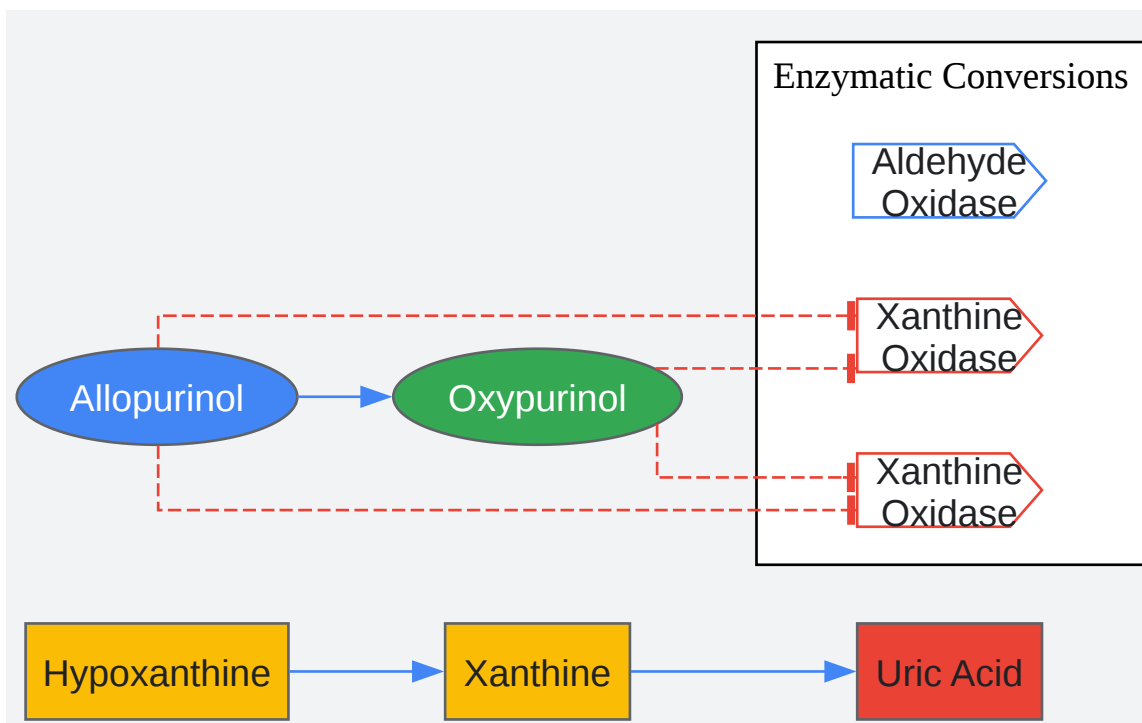 Enzymatic Conversions
Aldehyde
Oxidase
Xanthine
Oxidase
Allopurinol
Oxypurinol
Xanthine
Oxidase
Hypoxanthine
Xanthine
Uric Acid